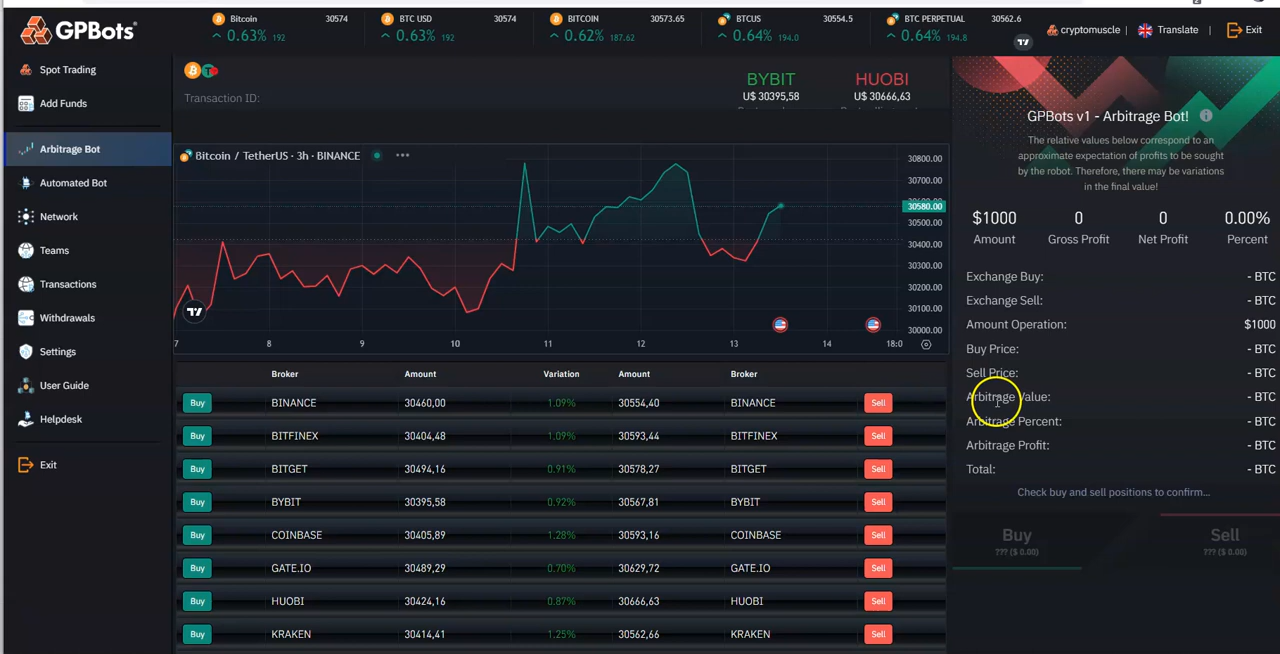 GPBots®
Bitcoin 30574
0.63% 192
BTC USD 30574
0.63% 192
BITCOIN 30573.65
0.62% 187.62
BTCUS 30554.5
0.64% 194.0
BTC PERPETUAL 30562.6
0.64% 194.8
cryptomuscle | Translate | Exit
Spot Trading
Add Funds
Arbitrage Bot
Automated Bot
Network
Teams
Transactions
Withdrawals
Settings
User Guide
Helpdesk
Exit
Transaction ID:
BYBIT
U$ 30395,58
HUOBI
U$ 30666,63
Bitcoin / TetherUS · 3h · BINANCE
30800.00
30700.00
30580.00
30500.00
30400.00
30300.00
30200.00
30100.00
30000.00
7 8 9 10 11 12 13 14 18:0
Broker Amount Variation Amount Broker
Buy BINANCE 30460,00 1.09% 30554,40 BINANCE Sell
Buy BITFINEX 30404,48 1.09% 30593,44 BITFINEX Sell
Buy BITGET 30494,16 0.91% 30578,27 BITGET Sell
Buy BYBIT 30395,58 0.92% 30567,81 BYBIT Sell
Buy COINBASE 30405,89 1.28% 30593,16 COINBASE Sell
Buy GATE.IO 30489,29 0.70% 30629,72 GATE.IO Sell
Buy HUOBI 30424,16 0.87% 30666,63 HUOBI Sell
Buy KRAKEN 30414,41 1.25% 30562,66 KRAKEN Sell
GPBots v1 - Arbitrage Bot!
The relative values below correspond to an
approximate expectation of profits to be sought
by the robot. Therefore, there may be variations
in the final value!
$1000 0 0 0.00%
Amount Gross Profit Net Profit Percent
Exchange Buy: - BTC
Exchange Sell: - BTC
Amount Operation: $1000
Buy Price: - BTC
Sell Price: - BTC
Arbitrage Value: - BTC
Arbitrage Percent: - BTC
Arbitrage Profit: - BTC
Total: - BTC
Check buy and sell positions to confirm...
Buy
??? ($ 0.00)
Sell
??? ($ 0.00)